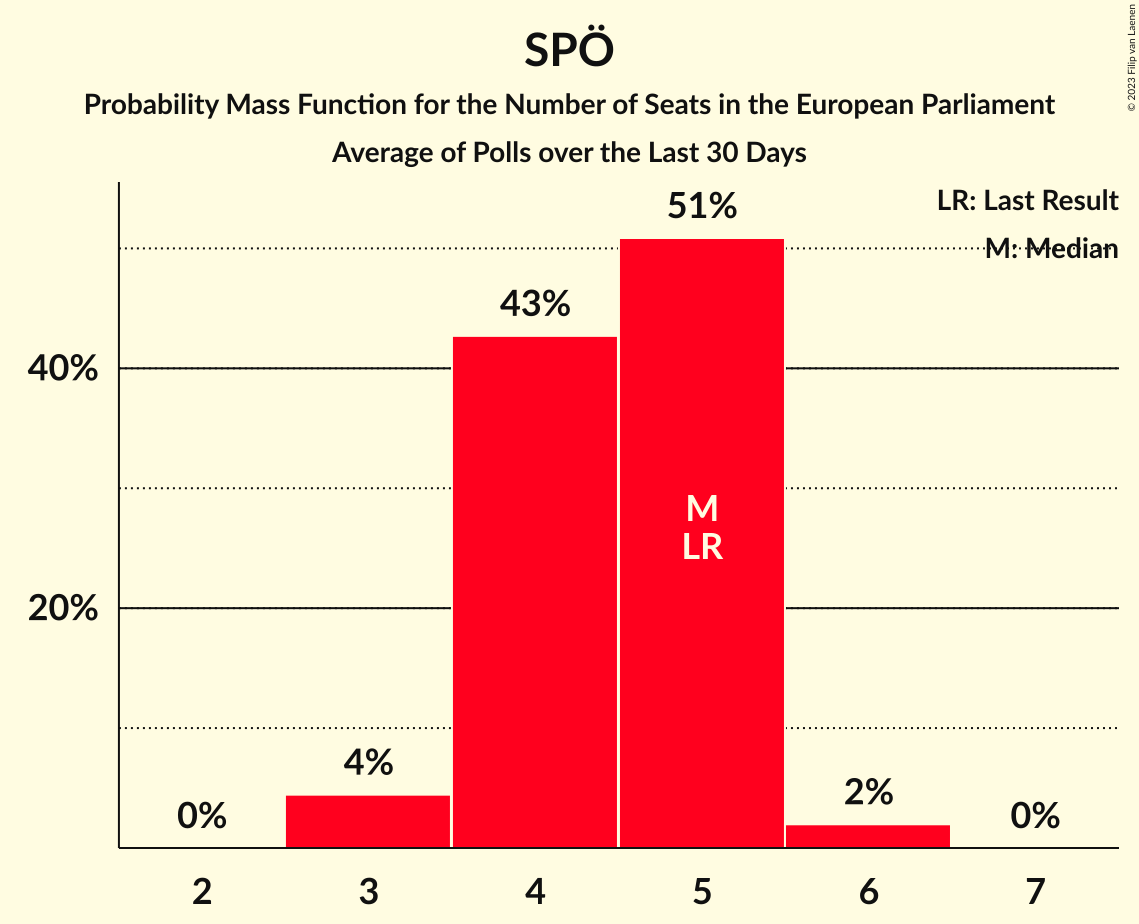 SPÖ
Probability Mass Function for the Number of Seats in the European Parliament
Average of Polls over the Last 30 Days
© 2023 Filip van Laenen
LR: Last Result
M: Median
51%
43%
40%
M
LR
20%
4%
2%
0%
0%
2 3 4 5 6 7